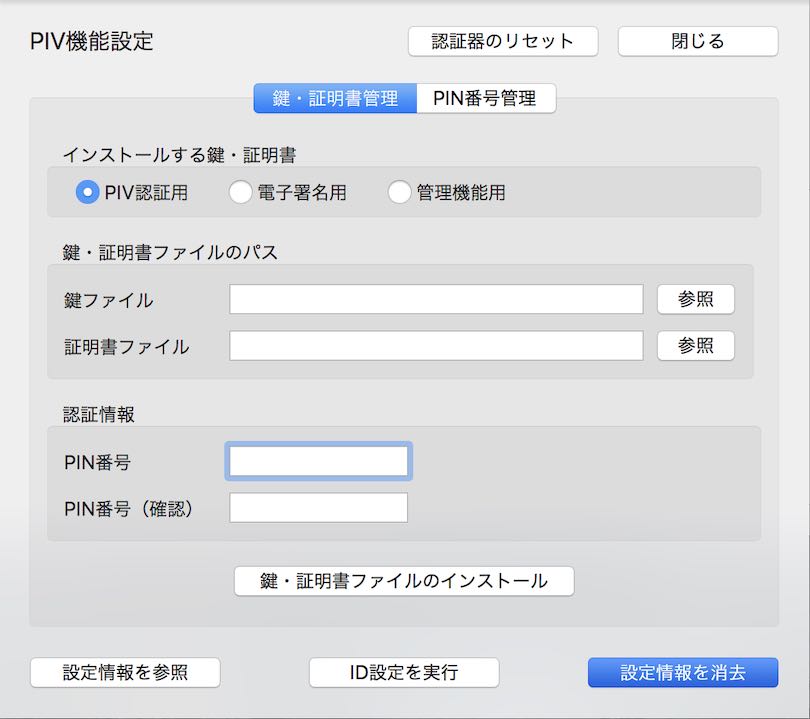 PIV機能設定
認証器のリセット
閉じる
鍵・証明書管理
PIN番号管理
インストールする鍵・証明書
PIV認証用
電子署名用
管理機能用
鍵・証明書ファイルのパス
鍵ファイル
参照
証明書ファイル
参照
認証情報
PIN番号
PIN番号（確認）
鍵・証明書ファイルのインストール
設定情報を参照
ID設定を実行
設定情報を消去